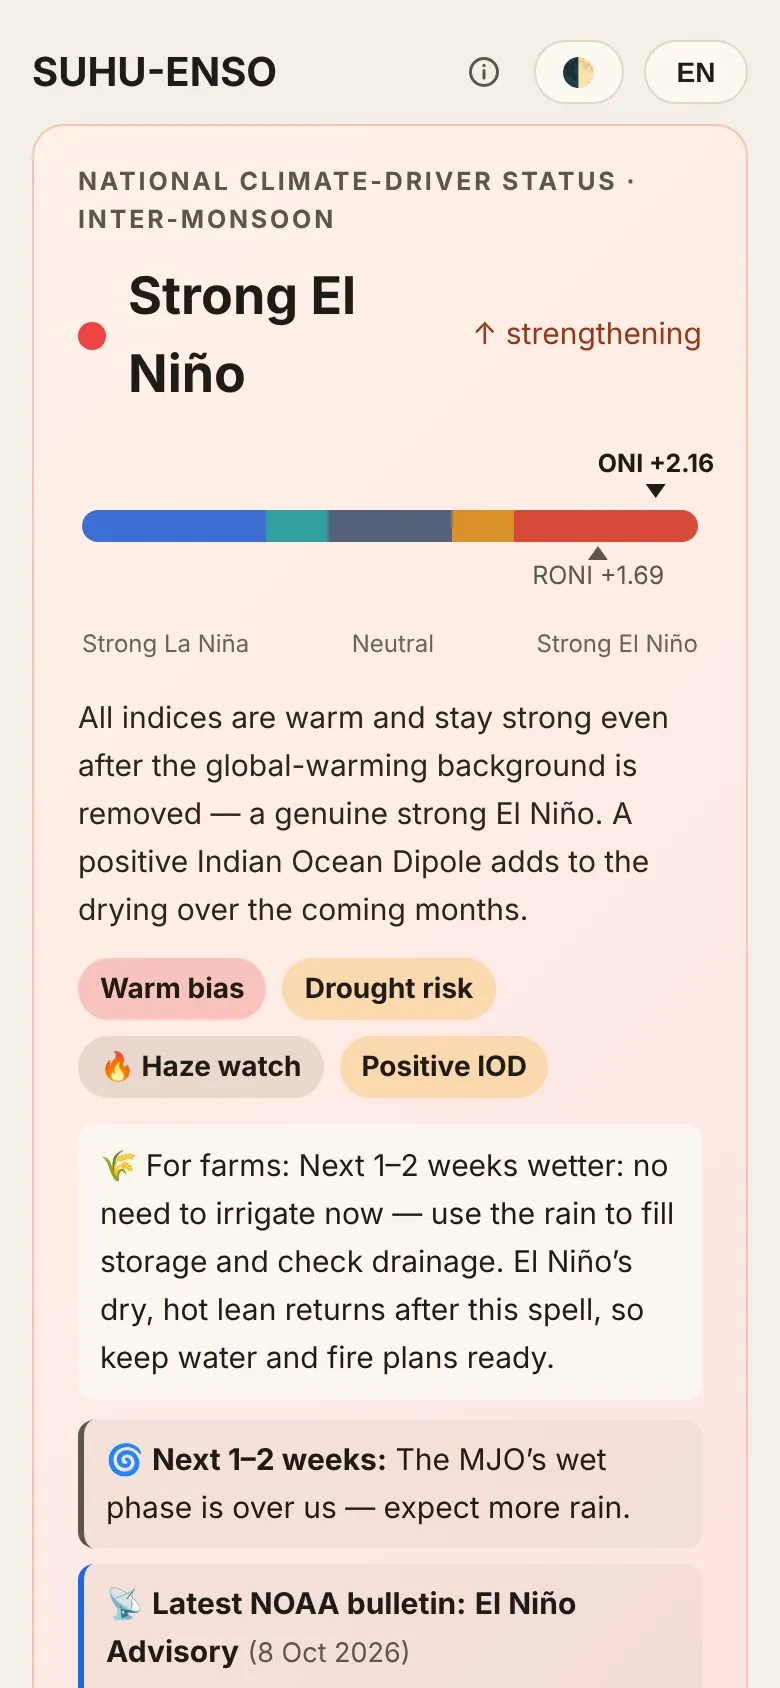 SUHU-ENSO
EN
NATIONAL CLIMATE-DRIVER STATUS ·
INTER-MONSOON
Strong El
Niño
↑ strengthening
ONI +2.16
RONI +1.69
Strong La Niña
Neutral
Strong El Niño
All indices are warm and stay strong even
after the global-warming background is
removed — a genuine strong El Niño. A
positive Indian Ocean Dipole adds to the
drying over the coming months.
Warm bias
Drought risk
🔥 Haze watch
Positive IOD
🌾 For farms: Next 1–2 weeks wetter: no
need to irrigate now — use the rain to fill
storage and check drainage. El Niño’s
dry, hot lean returns after this spell, so
keep water and fire plans ready.
🌀 Next 1–2 weeks: The MJO’s wet
phase is over us — expect more rain.
📡 Latest NOAA bulletin: El Niño
Advisory (8 Oct 2026)